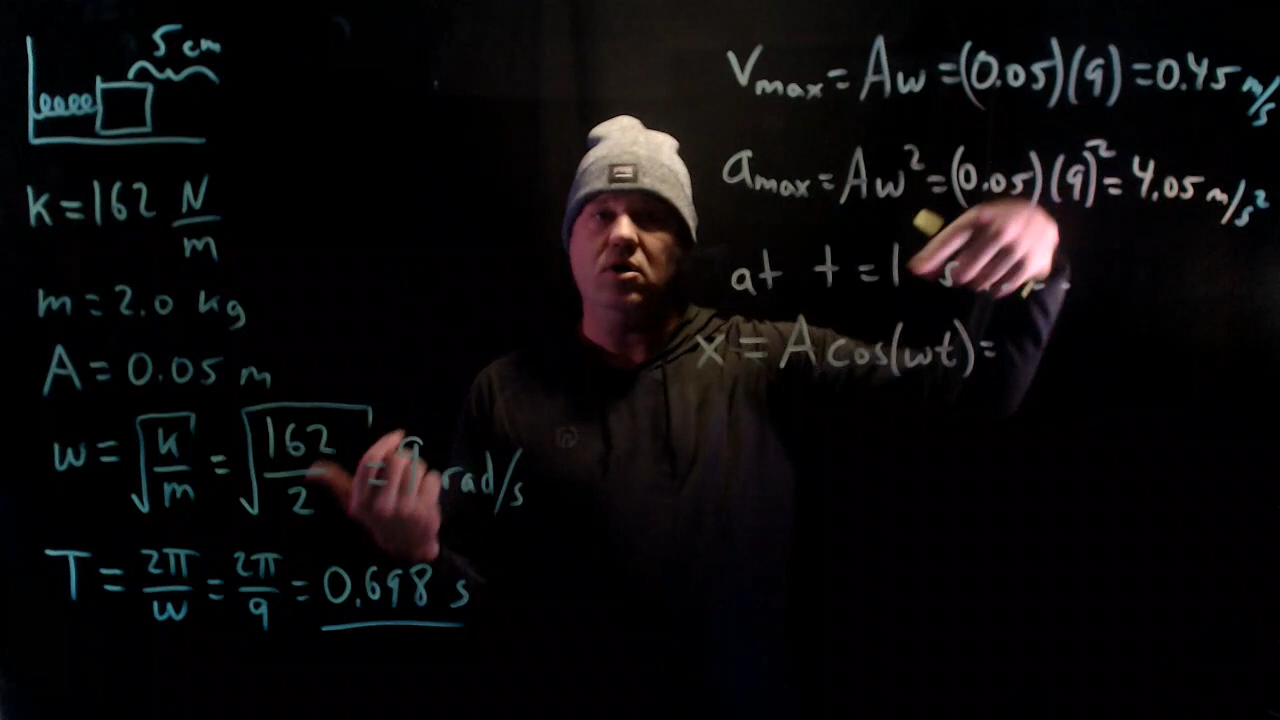 5 cm
k = 162 N/m
m = 2.0 kg
A = 0.05 m
w = √(k/m) = √(162/2) = 9 rad/s
T = 2π/w = 2π/9 = 0.698 s
Vmax = Aw = (0.05)(9) = 0.45 m/s
amax = Aw² = (0.05)(9)² = 4.05 m/s²
at t = 1 s
x = A cos(wt) =